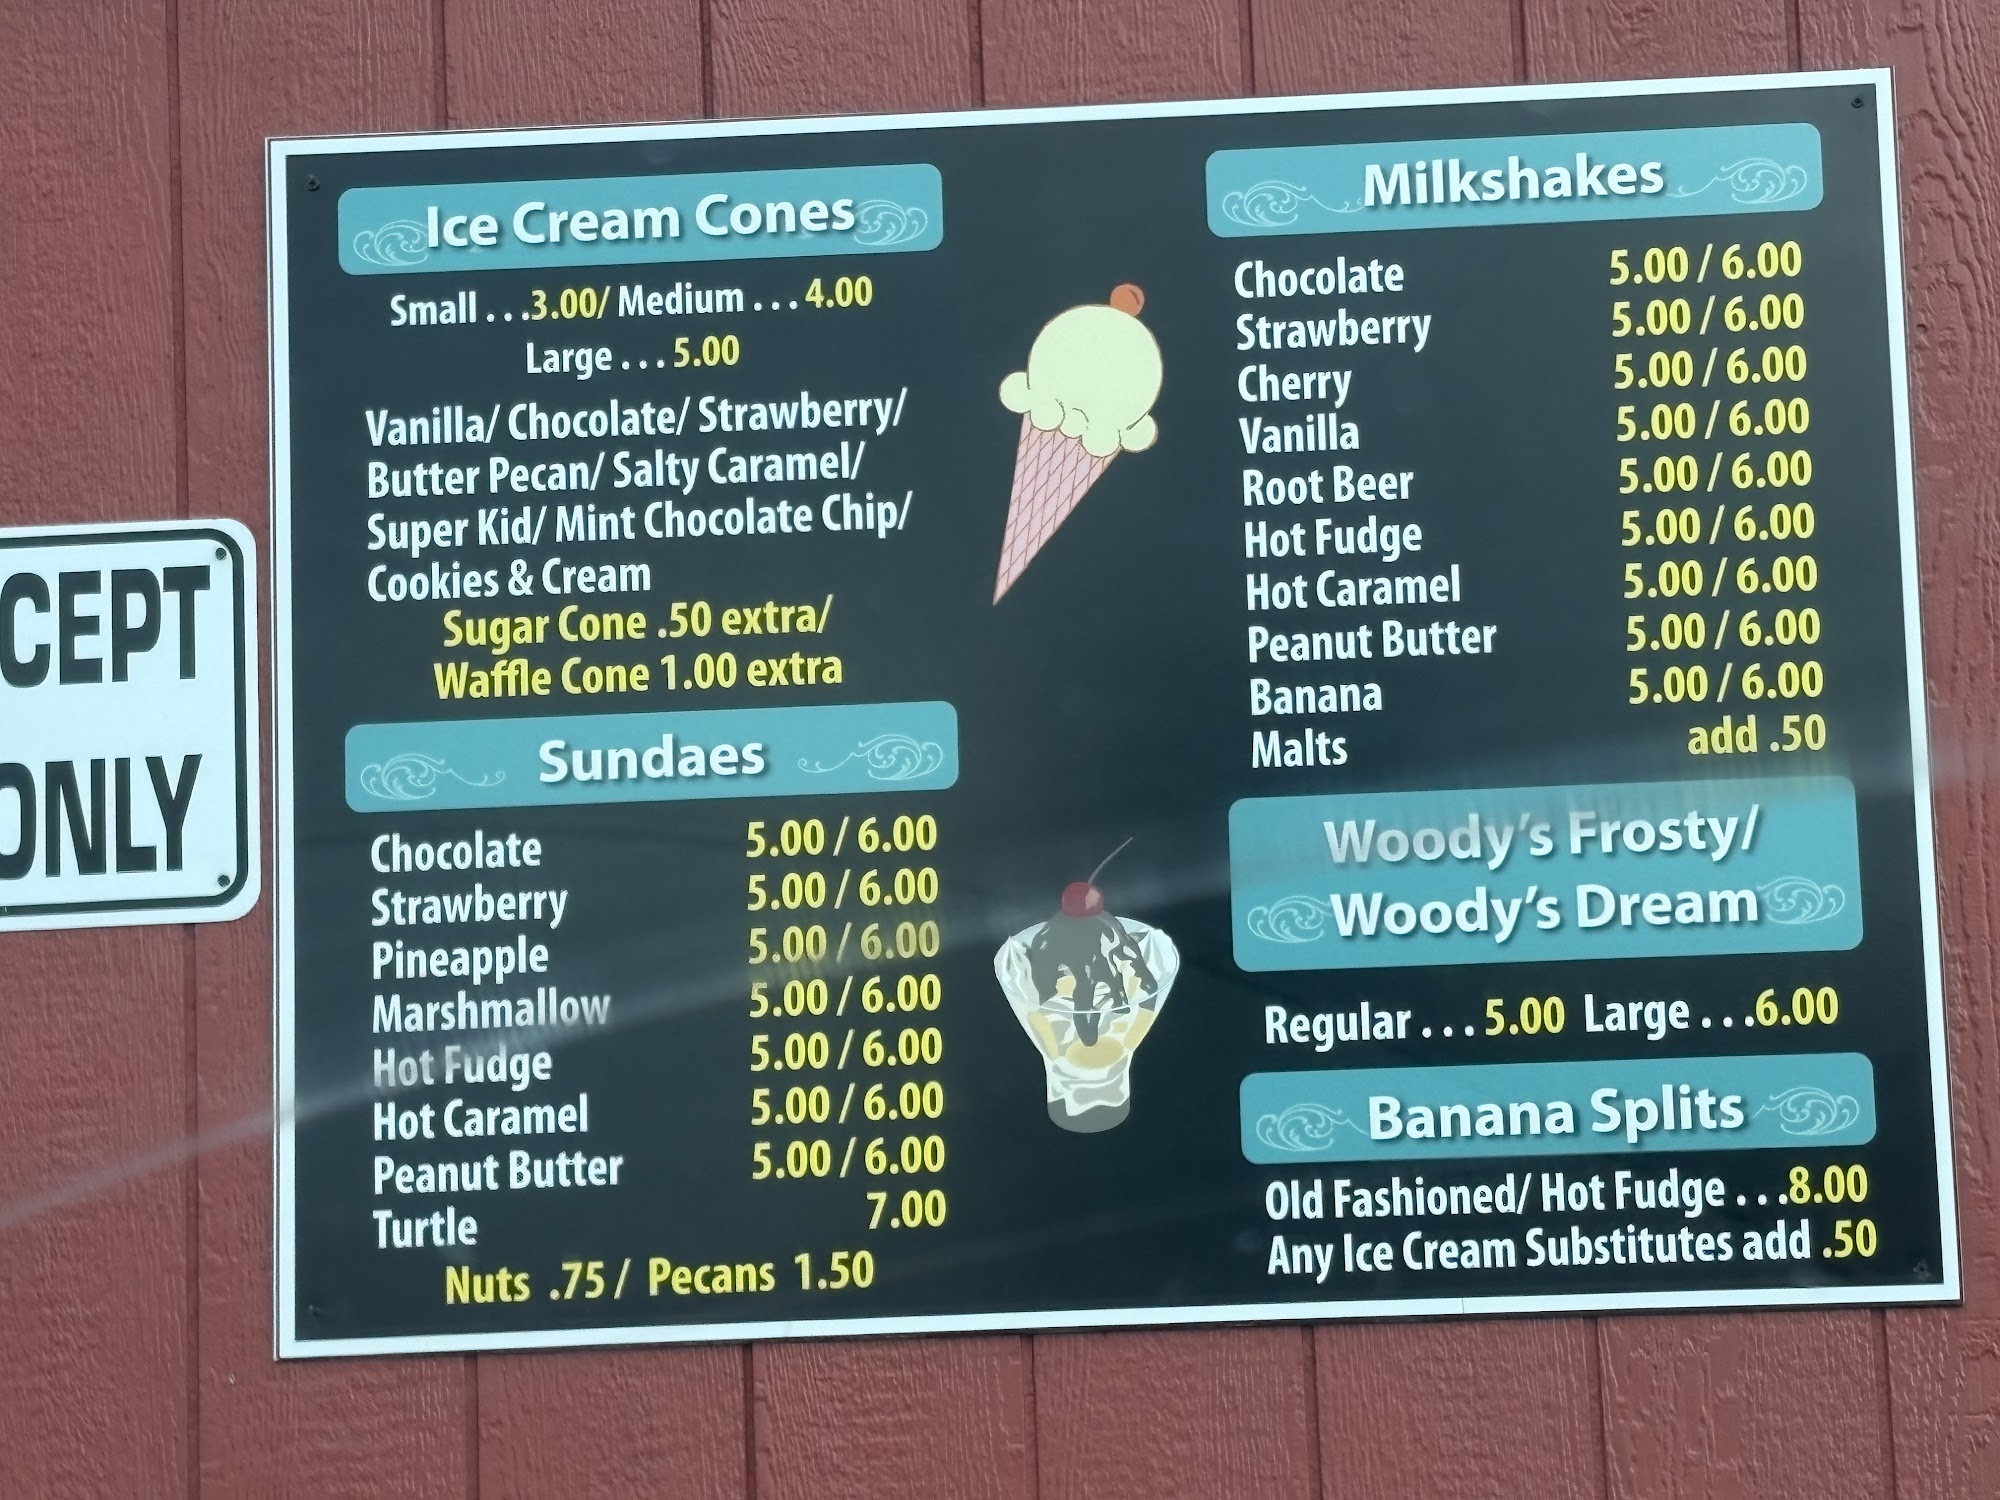 CEPT
ONLY
Ice Cream Cones
Small . . .3.00/ Medium . . . 4.00
Large . . . 5.00
Vanilla/ Chocolate/ Strawberry/
Butter Pecan/ Salty Caramel/
Super Kid/ Mint Chocolate Chip/
Cookies & Cream
Sugar Cone .50 extra/
Waffle Cone 1.00 extra
Sundaes
Chocolate 5.00 / 6.00
Strawberry 5.00 / 6.00
Pineapple 5.00 / 6.00
Marshmallow 5.00 / 6.00
Hot Fudge 5.00 / 6.00
Hot Caramel 5.00 / 6.00
Peanut Butter 5.00 / 6.00
Turtle 7.00
Nuts .75 / Pecans 1.50
Milkshakes
Chocolate 5.00 / 6.00
Strawberry 5.00 / 6.00
Cherry 5.00 / 6.00
Vanilla 5.00 / 6.00
Root Beer 5.00 / 6.00
Hot Fudge 5.00 / 6.00
Hot Caramel 5.00 / 6.00
Peanut Butter 5.00 / 6.00
Banana 5.00 / 6.00
Malts add .50
Woody's Frosty/
Woody's Dream
Regular . . . 5.00 Large . . .6.00
Banana Splits
Old Fashioned/ Hot Fudge . . .8.00
Any Ice Cream Substitutes add .50